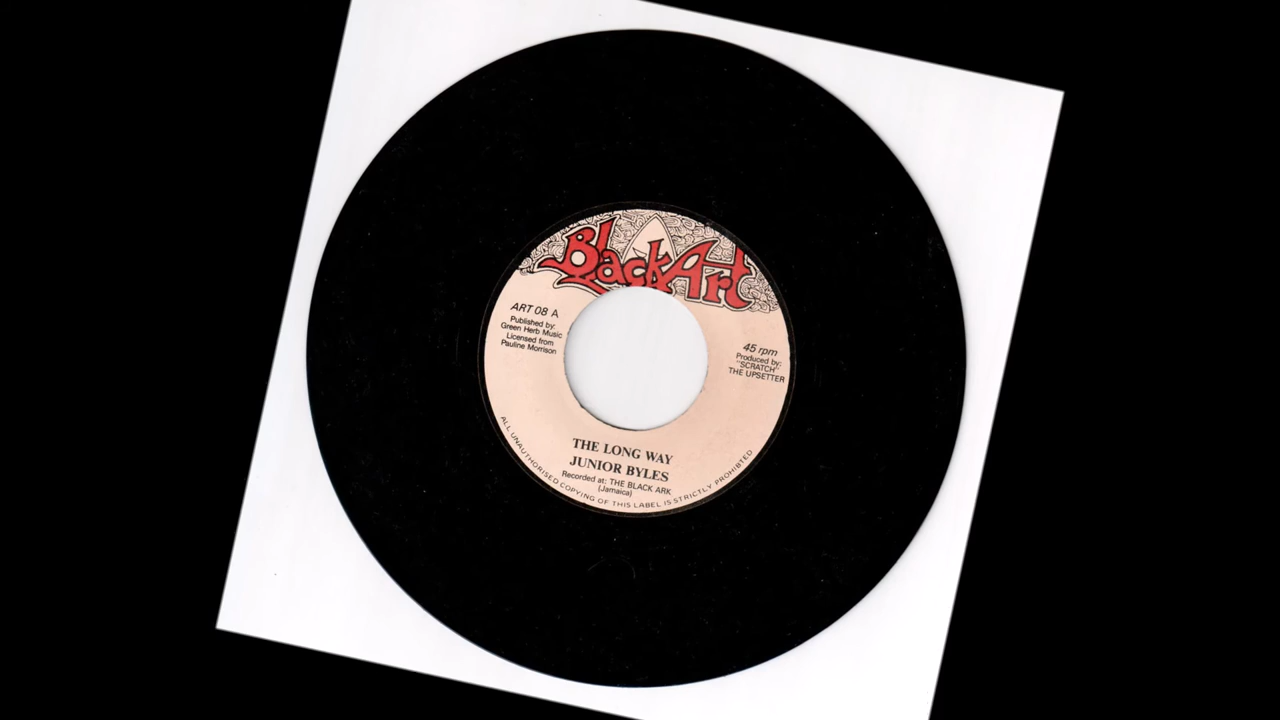 BlackArt
ART 08 A
Published by:
Green Herb Music
Licensed from
Pauline Morrison
45 rpm
Produced by:
"SCRATCH"
THE UPSETTER
THE LONG WAY
JUNIOR BYLES
Recorded at: THE BLACK ARK
(Jamaica)
ALL UNAUTHORISED COPYING OF THIS LABEL IS STRICTLY PROHIBITED